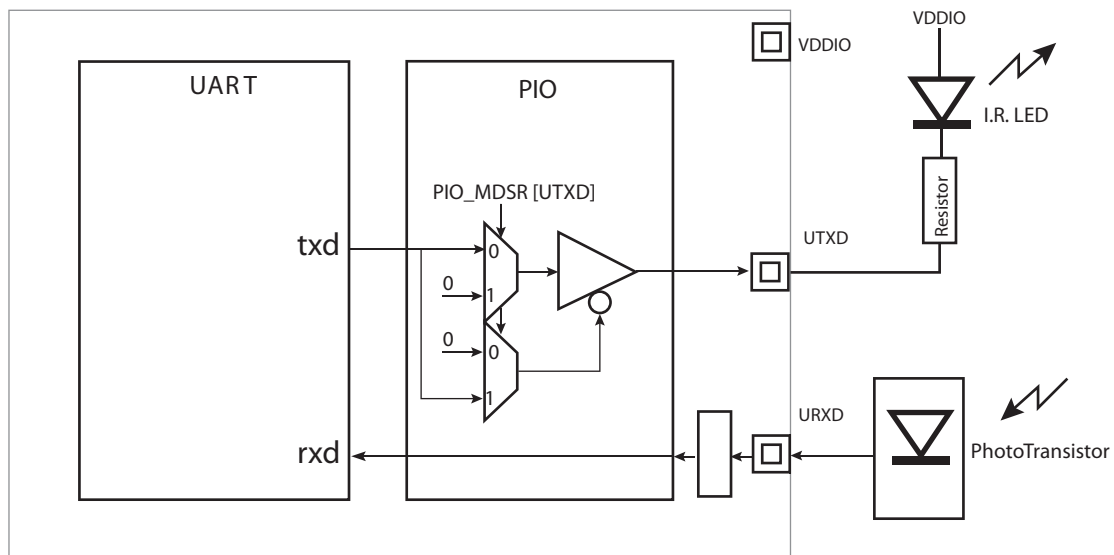 VDDIO
VDDIO
UART
PIO
I.R. LED
PIO_MDSR [UTXD]
Resistor
txd
0
UTXD
0
1
0
0
1
URXD
rxd
PhotoTransistor